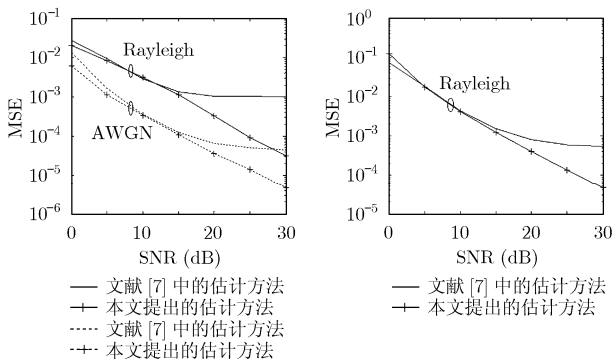 10^{-1}
10^{-2}
10^{-3}
10^{-4}
10^{-5}
10^{-6}
MSE
Rayleigh
AWGN
0 5 10 15 20 25 30
SNR (dB)
文献 [7] 中的估计方法
本文提出的估计方法
文献 [7] 中的估计方法
本文提出的估计方法
10^{0}
10^{-1}
10^{-2}
10^{-3}
10^{-4}
10^{-5}
MSE
Rayleigh
0 5 10 15 20 25 30
SNR (dB)
文献 [7] 中的估计方法
本文提出的估计方法